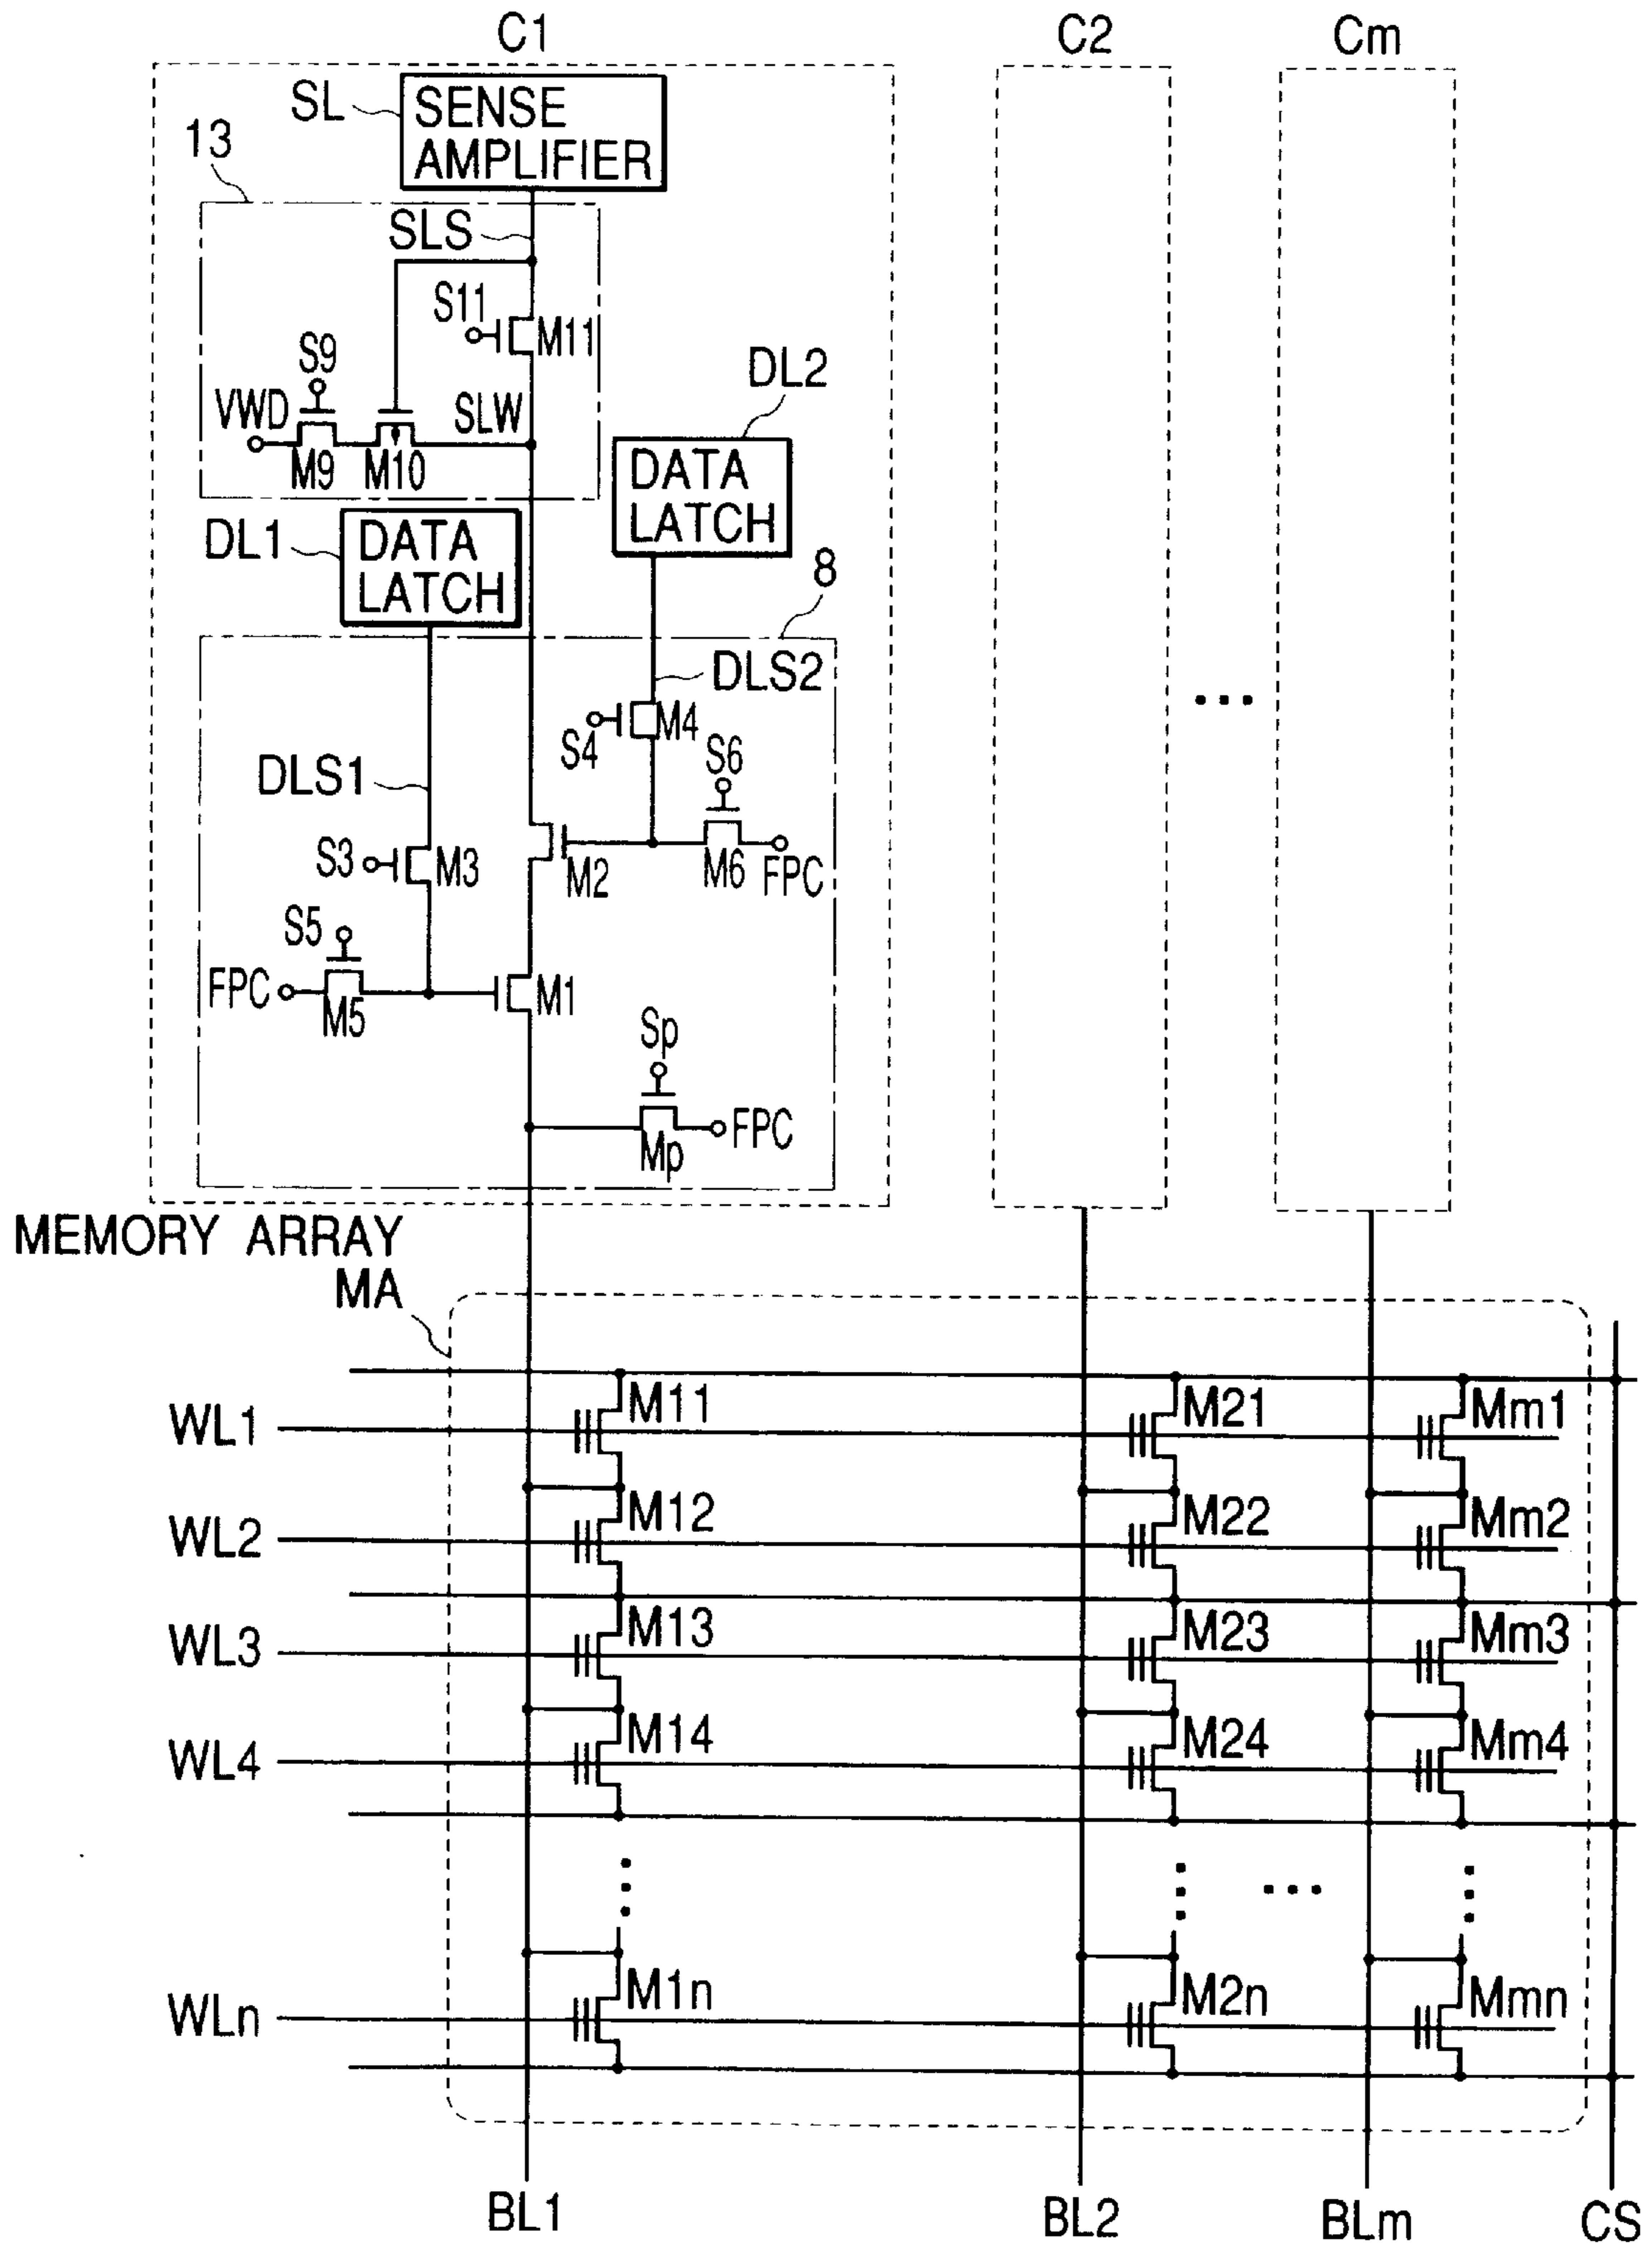 C1
C2
Cm
SL
SENSE
AMPLIFIER
13
SLS
S11
M11
S9
VWD
SLW
M9
M10
DL2
DATA
LATCH
DL1
DATA
LATCH
8
DLS2
S4
M4
S6
DLS1
S3
M3
M2
M6
FPC
S5
FPC
M5
M1
Sp
FPC
Mp
MEMORY ARRAY
MA
WL1
M11
M21
Mm1
WL2
M12
M22
Mm2
WL3
M13
M23
Mm3
WL4
M14
M24
Mm4
WLn
M1n
M2n
Mmn
BL1
BL2
BLm
CS